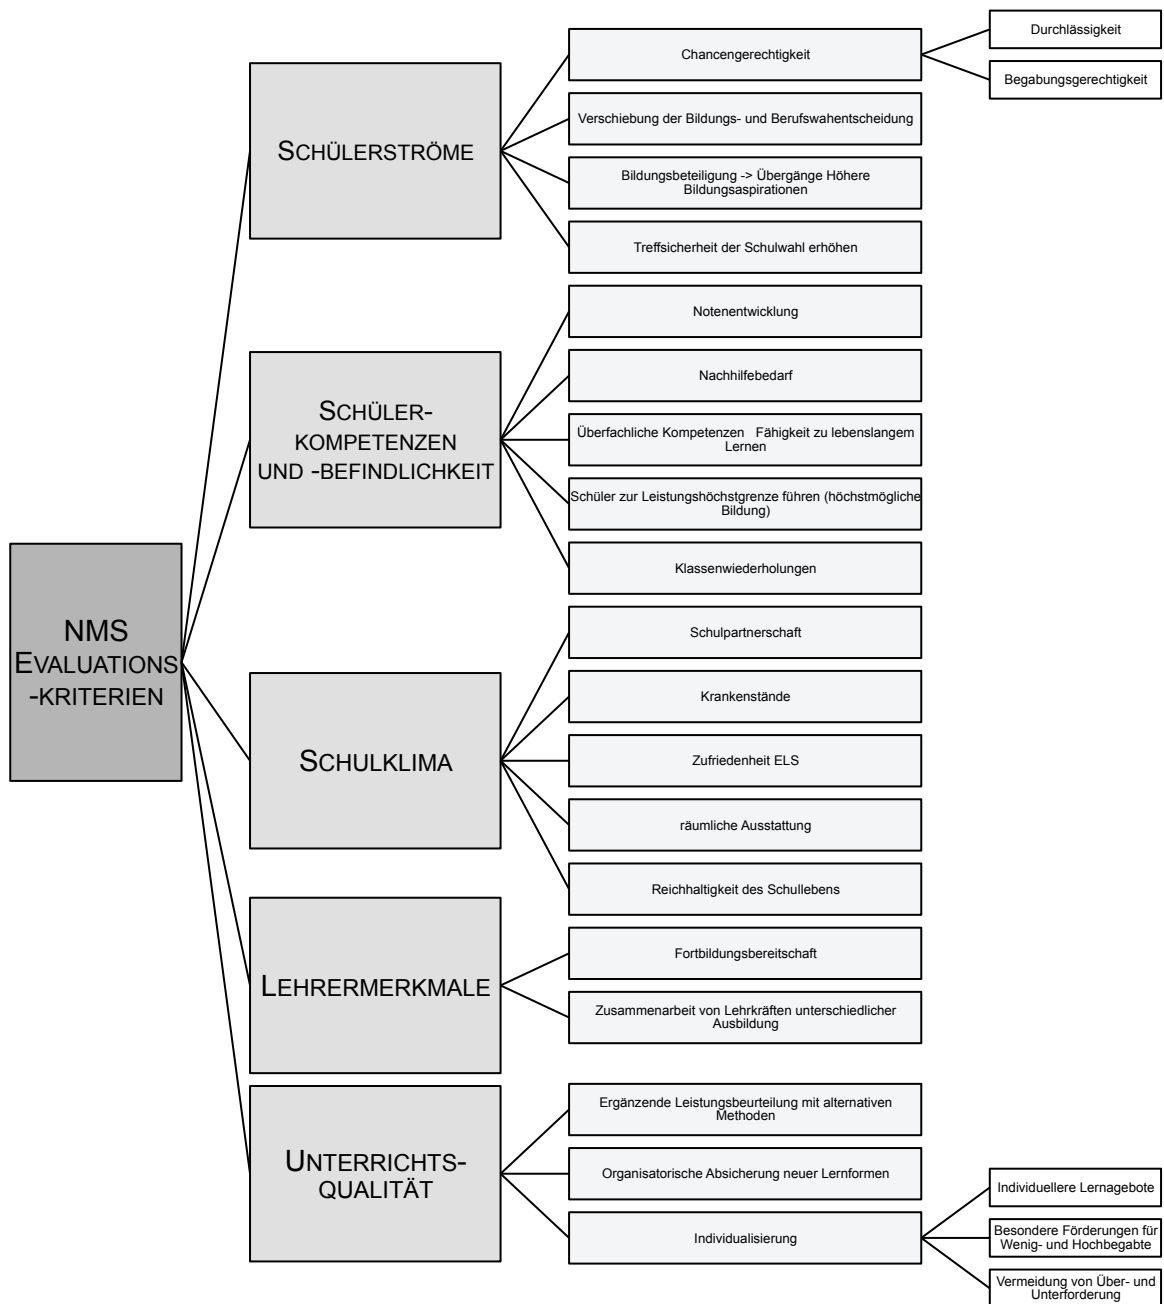 NMS
EVALUATIONS
-KRITERIEN
SCHÜLERSTRÖME
Chancengerechtigkeit
Durchlässigkeit
Begabungsgerechtigkeit
Verschiebung der Bildungs- und Berufswahentscheidung
Bildungsbeteiligung -> Übergänge Höhere
Bildungsaspirationen
Treffsicherheit der Schulwahl erhöhen
SCHÜLER-
KOMPETENZEN
UND -BEFINDLICHKEIT
Notenentwicklung
Nachhilfebedarf
Überfachliche Kompetenzen Fähigkeit zu lebenslangem
Lernen
Schüler zur Leistungshöchstgrenze führen (höchstmögliche
Bildung)
Klassenwiederholungen
SCHULKLIMA
Schulpartnerschaft
Krankenstände
Zufriedenheit ELS
räumliche Ausstattung
Reichhaltigkeit des Schullebens
LEHRERMERKMALE
Fortbildungsbereitschaft
Zusammenarbeit von Lehrkräften unterschiedlicher
Ausbildung
UNTERRICHTS-
QUALITÄT
Ergänzende Leistungsbeurteilung mit alternativen
Methoden
Organisatorische Absicherung neuer Lernformen
Individualisierung
Individuellere Lernagebote
Besondere Förderungen für
Wenig- und Hochbegabte
Vermeidung von Über- und
Unterforderung